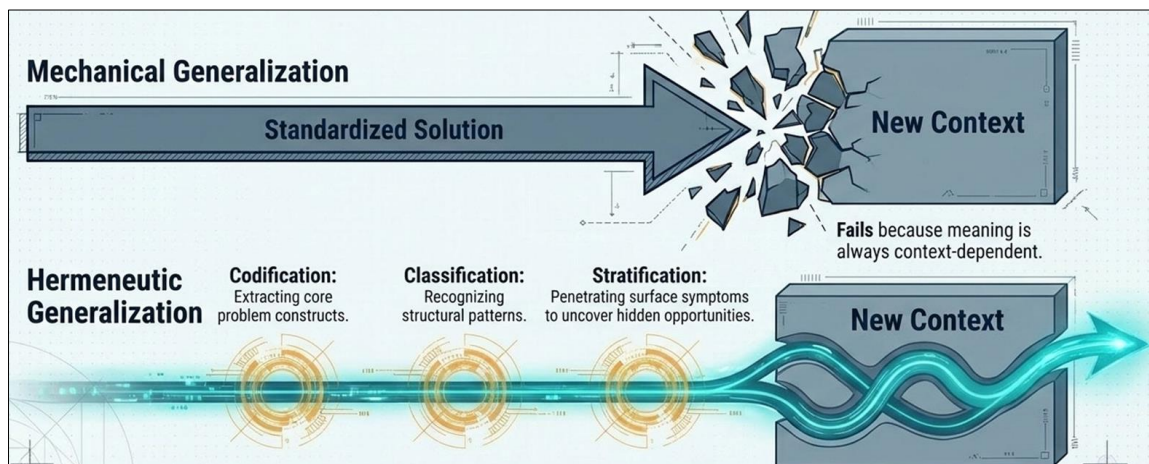 Mechanical Generalization
Standardized Solution
New Context
Fails because meaning is
always context-dependent.
Hermeneutic
Generalization
Codification:
Extracting core
problem constructs.
Classification:
Recognizing
structural patterns.
Stratification:
Penetrating surface symptoms
to uncover hidden opportunities.
New Context